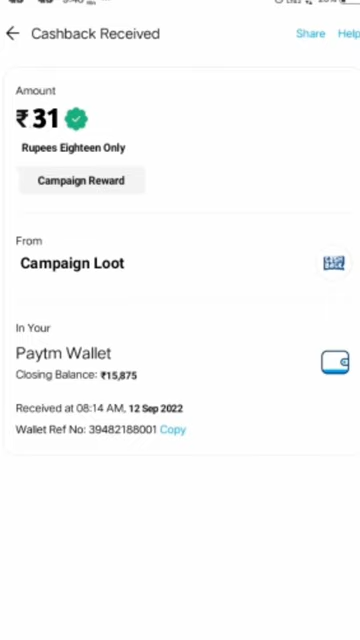 Cashback Received
Share
Help
Amount
₹31
Rupees Eighteen Only
Campaign Reward
From
Campaign Loot
In Your
Paytm Wallet
Closing Balance: ₹15,875
Received at 08:14 AM, 12 Sep 2022
Wallet Ref No: 39482188001 Copy